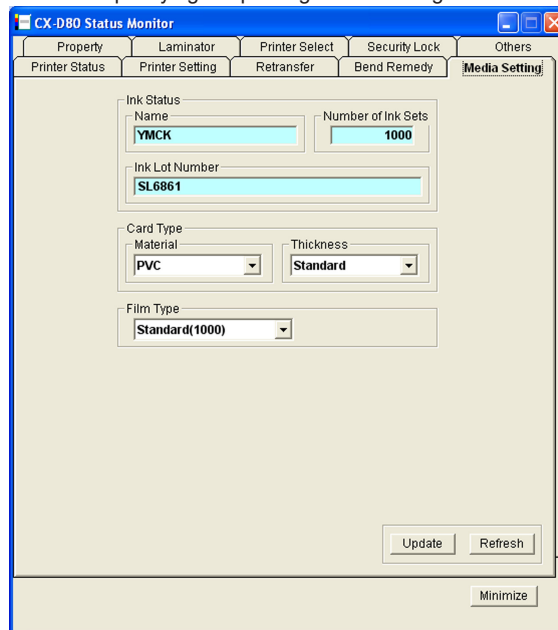 CX-D80 Status Monitor
Property Laminator Printer Select Security Lock Others
Printer Status Printer Setting Retransfer Bend Remedy Media Setting
Ink Status
Name Number of Ink Sets
YMCK 1000
Ink Lot Number
SL6861
Card Type
Material Thickness
PVC Standard
Film Type
Standard(1000)
Update Refresh
Minimize